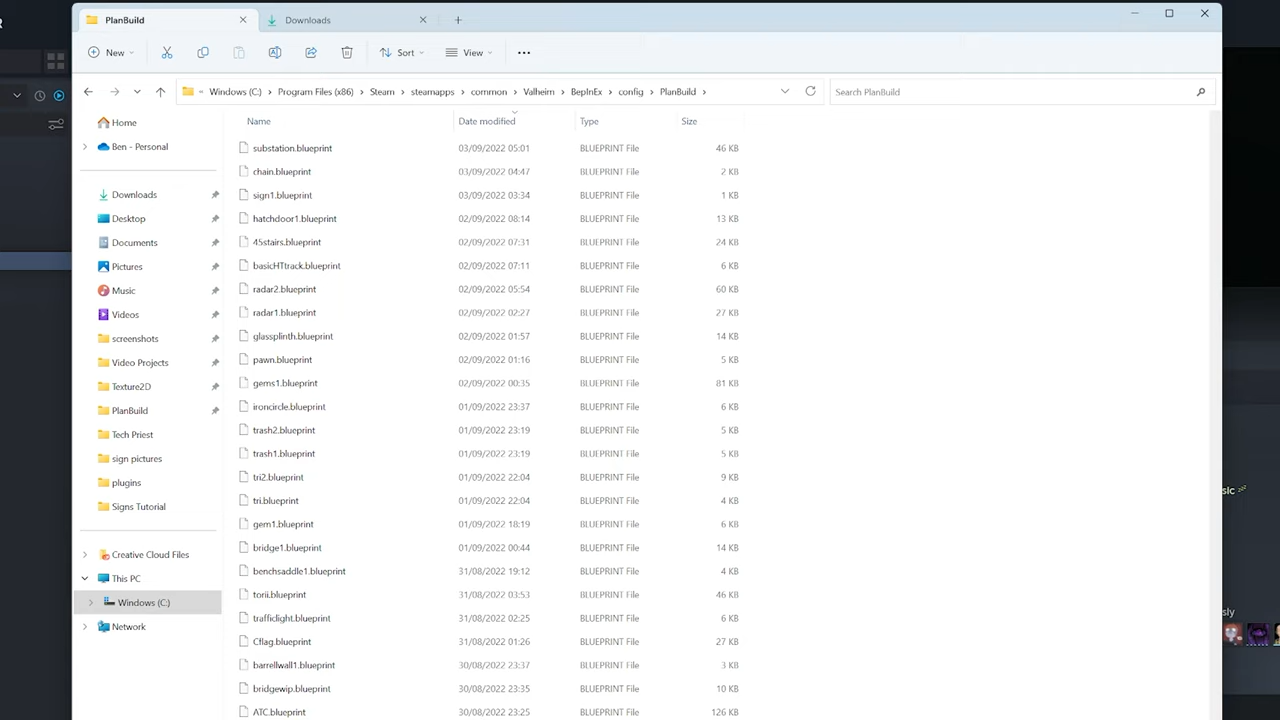 R
PlanBuild
Downloads
New
Sort
View
« Windows (C:) > Program Files (x86) > Steam > steamapps > common > Valheim > BepInEx > config > PlanBuild >
Search PlanBuild
Home
Ben - Personal
Downloads
Desktop
Documents
Pictures
Music
Videos
screenshots
Video Projects
Texture2D
PlanBuild
Tech Priest
sign pictures
plugins
Signs Tutorial
Creative Cloud Files
This PC
Windows (C:)
Network
Name Date modified Type Size
substation.blueprint 03/09/2022 05:01 BLUEPRINT File 46 KB
chain.blueprint 03/09/2022 04:47 BLUEPRINT File 2 KB
sign1.blueprint 03/09/2022 03:34 BLUEPRINT File 1 KB
hatchdoor1.blueprint 02/09/2022 08:14 BLUEPRINT File 13 KB
45stairs.blueprint 02/09/2022 07:31 BLUEPRINT File 24 KB
basicHTtrack.blueprint 02/09/2022 07:11 BLUEPRINT File 6 KB
radar2.blueprint 02/09/2022 05:54 BLUEPRINT File 60 KB
radar1.blueprint 02/09/2022 02:27 BLUEPRINT File 27 KB
glassplinth.blueprint 02/09/2022 01:57 BLUEPRINT File 14 KB
pawn.blueprint 02/09/2022 01:16 BLUEPRINT File 5 KB
gems1.blueprint 02/09/2022 00:35 BLUEPRINT File 81 KB
ironcircle.blueprint 01/09/2022 23:37 BLUEPRINT File 6 KB
trash2.blueprint 01/09/2022 23:19 BLUEPRINT File 5 KB
trash1.blueprint 01/09/2022 23:19 BLUEPRINT File 5 KB
tri2.blueprint 01/09/2022 22:04 BLUEPRINT File 9 KB
tri.blueprint 01/09/2022 22:04 BLUEPRINT File 4 KB
gem1.blueprint 01/09/2022 18:19 BLUEPRINT File 6 KB
bridge1.blueprint 01/09/2022 00:44 BLUEPRINT File 14 KB
benchsaddle1.blueprint 31/08/2022 19:12 BLUEPRINT File 4 KB
torii.blueprint 31/08/2022 03:53 BLUEPRINT File 46 KB
trafficlight.blueprint 31/08/2022 02:25 BLUEPRINT File 6 KB
Cflag.blueprint 31/08/2022 01:26 BLUEPRINT File 27 KB
barrellwall1.blueprint 30/08/2022 23:37 BLUEPRINT File 3 KB
bridgewip.blueprint 30/08/2022 23:35 BLUEPRINT File 10 KB
ATC.blueprint 30/08/2022 23:25 BLUEPRINT File 126 KB
sic
sly